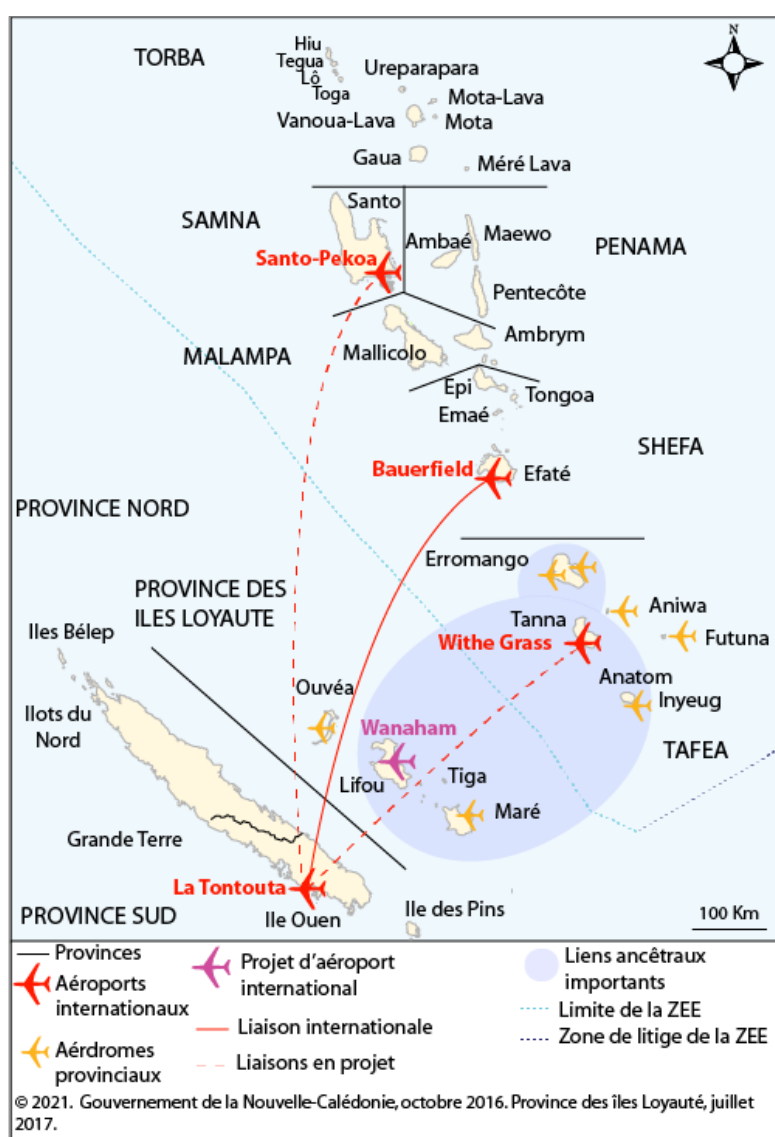 N
TORBA
Hiu
Tegua
Lô
Toga
Ureparapara
Mota-Lava
Vanoua-Lava
Mota
Gaua
Méré Lava
Santo
SAMNA
Ambaé
Maewo
PENAMA
Santo-Pekoa
Pentecôte
Ambrym
Mallicolo
MALAMPA
Epi
Tongoa
Emaé
SHEFA
Bauerfield
Efaté
PROVINCE NORD
Erromango
PROVINCE DES
ILES LOYAUTE
Aniwa
Tanna
Iles Bélep
Withe Grass
Futuna
Anatom
Ouvéa
Inyeug
Ilots du
Nord
Wanaham
TAFEA
Tiga
Lifou
Maré
Grande Terre
La Tontouta
Ile des Pins
PROVINCE SUD
Ile Ouen
100 Km
Provinces
Aéroports
internationaux
Aérdromes
provinciaux
Projet d'aéroport
international
Liaison internationale
Liaisons en projet
Liens ancêtraux
importants
Limite de la ZEE
Zone de litige de la ZEE
© 2021. Gouvernement de la Nouvelle-Calédonie, octobre 2016. Province des îles Loyauté, juillet
2017.